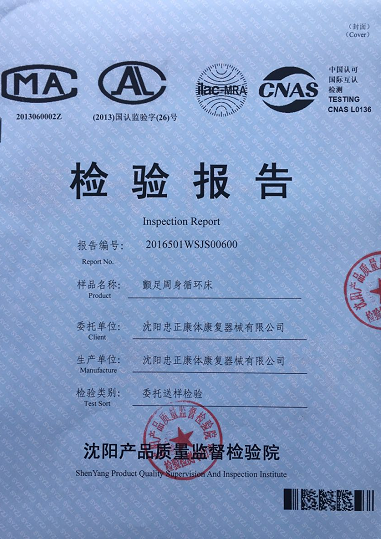 (封面)
(Cover)
MA
2013060002Z
AL
(2013)国认监验字(26)号
ilac-MRA
CNAS
中国认可
国际互认
检测
TESTING
CNAS L0136
检验报告
Inspection Report
报告编号: 2016501WSJS00600
Report No.
样品名称: 颤足周身循环床
Product
委托单位: 沈阳忠正康体康复器械有限公司
Client
生产单位: 沈阳忠正康体康复器械有限公司
Manufacture
检验类别: 委托送样检验
Test Sort
沈阳产品质量监督检验院
ShenYang Product Quality Supervision And Inspection Institute